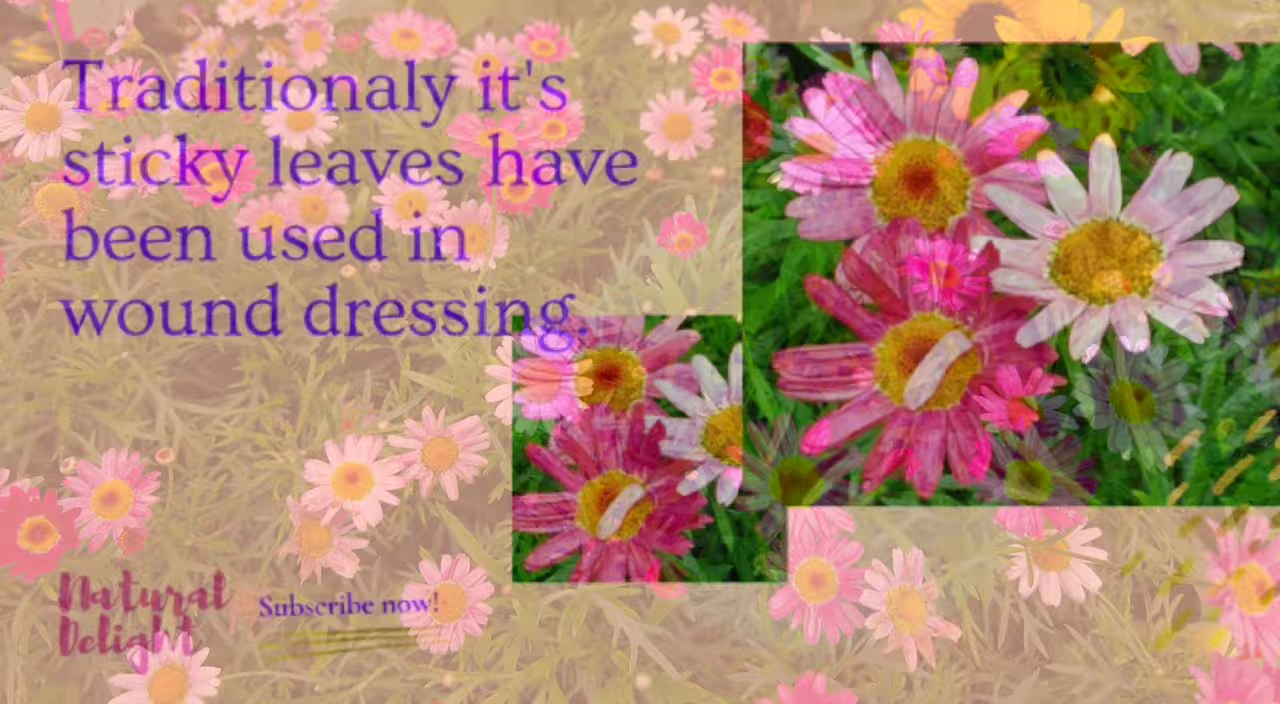 Traditionaly it's
sticky leaves have
been used in
wound dressing.
Natural
Delight
Subscribe now!